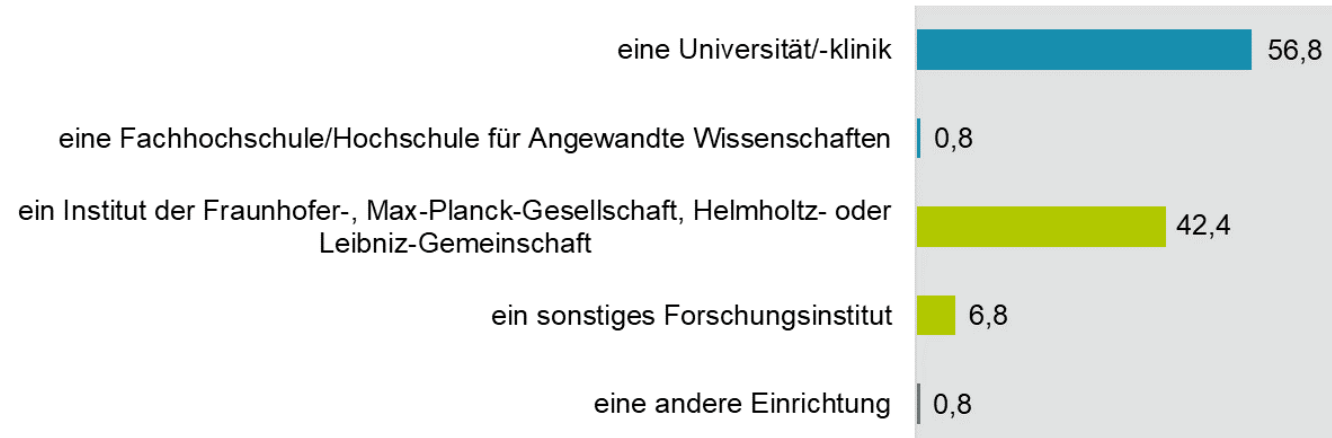 eine Universität/-klinik 56,8
eine Fachhochschule/Hochschule für Angewandte Wissenschaften 0,8
ein Institut der Fraunhofer-, Max-Planck-Gesellschaft, Helmholtz- oder
Leibniz-Gemeinschaft 42,4
ein sonstiges Forschungsinstitut 6,8
eine andere Einrichtung 0,8